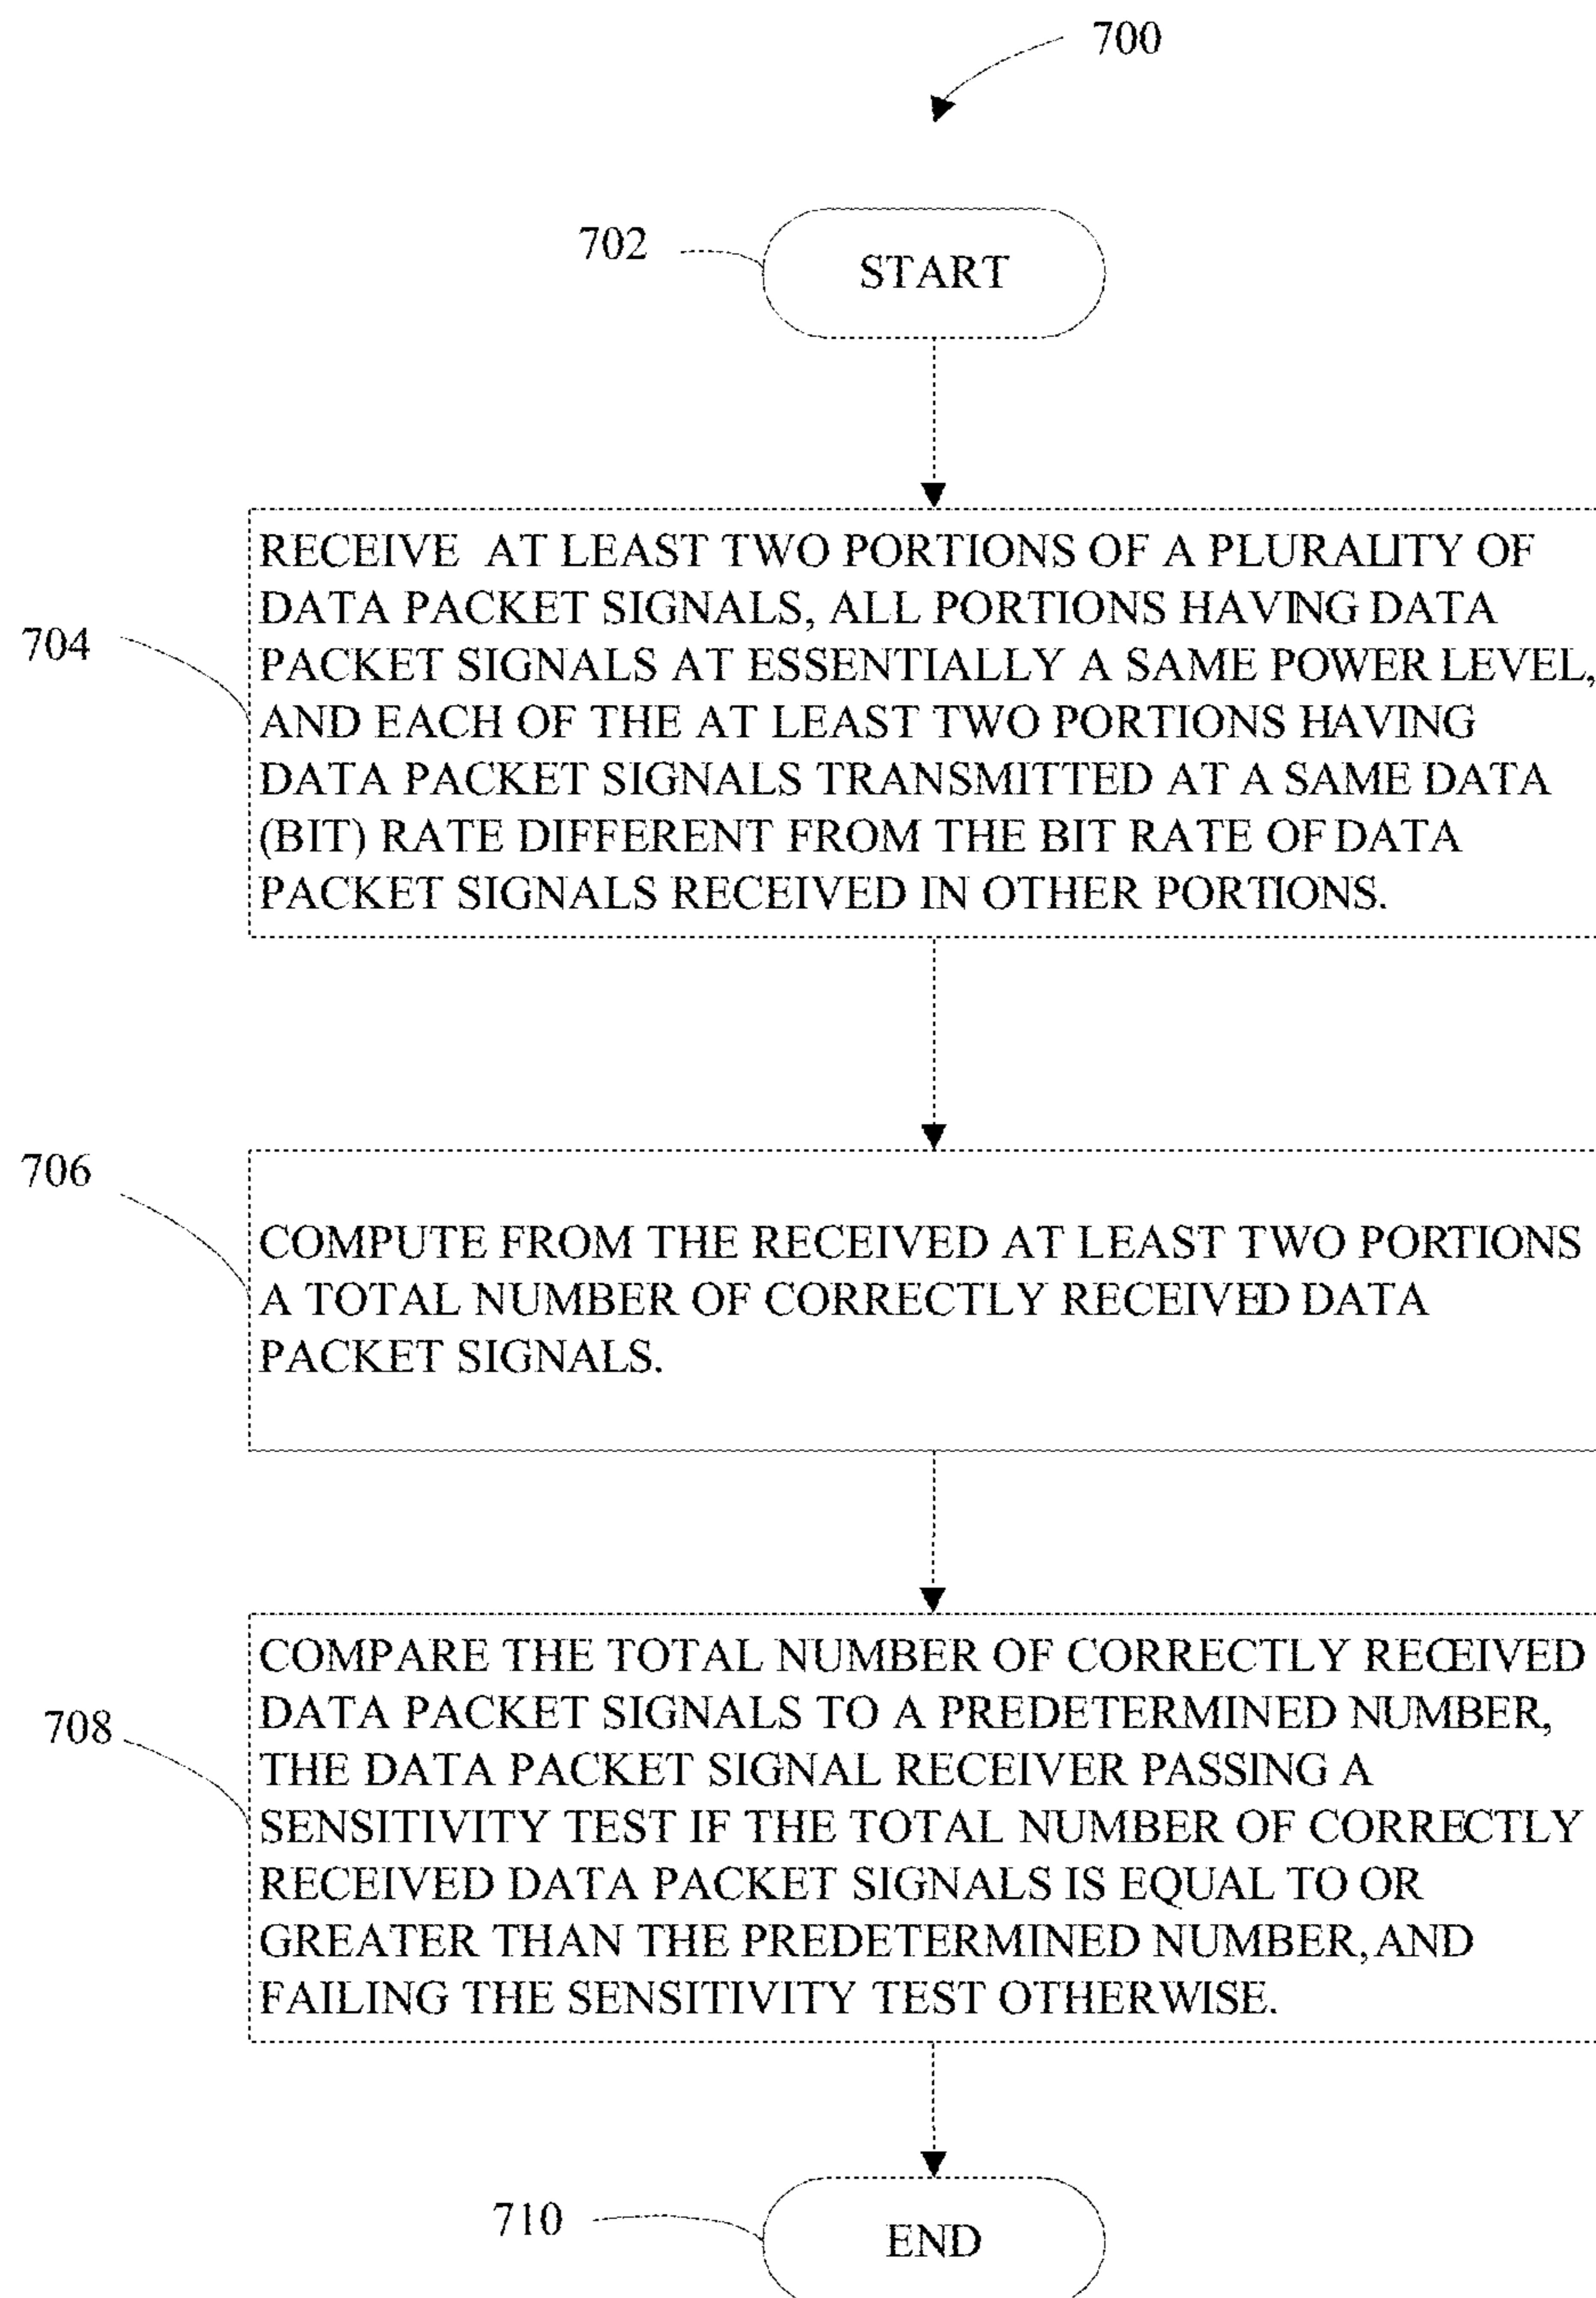 700
702
START
704
RECEIVE AT LEAST TWO PORTIONS OF A PLURALITY OF
DATA PACKET SIGNALS, ALL PORTIONS HAVING DATA
PACKET SIGNALS AT ESSENTIALLY A SAME POWER LEVEL,
AND EACH OF THE AT LEAST TWO PORTIONS HAVING
DATA PACKET SIGNALS TRANSMITTED AT A SAME DATA
(BIT) RATE DIFFERENT FROM THE BIT RATE OF DATA
PACKET SIGNALS RECEIVED IN OTHER PORTIONS.
706
COMPUTE FROM THE RECEIVED AT LEAST TWO PORTIONS
A TOTAL NUMBER OF CORRECTLY RECEIVED DATA
PACKET SIGNALS.
708
COMPARE THE TOTAL NUMBER OF CORRECTLY RECEIVED
DATA PACKET SIGNALS TO A PREDETERMINED NUMBER,
THE DATA PACKET SIGNAL RECEIVER PASSING A
SENSITIVITY TEST IF THE TOTAL NUMBER OF CORRECTLY
RECEIVED DATA PACKET SIGNALS IS EQUAL TO OR
GREATER THAN THE PREDETERMINED NUMBER, AND
FAILING THE SENSITIVITY TEST OTHERWISE.
710
END